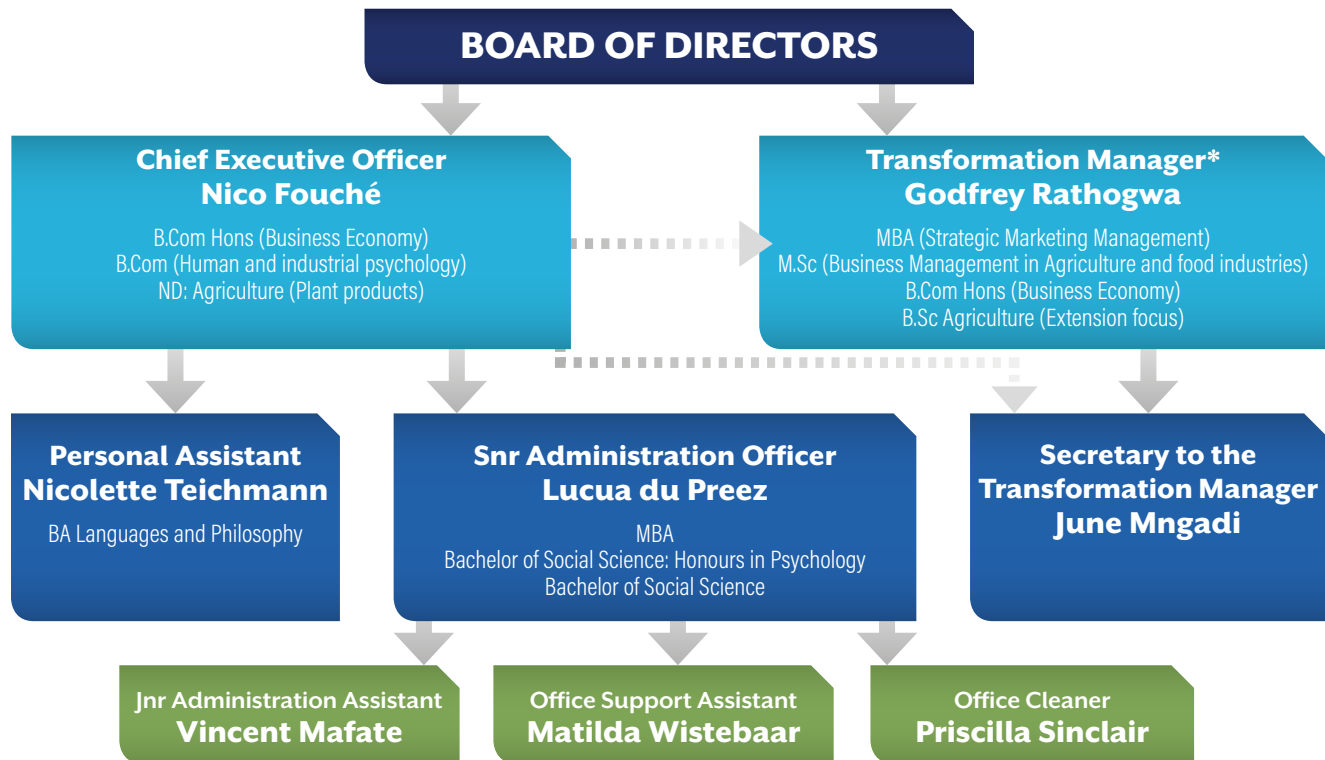 BOARD OF DIRECTORS
Chief Executive Officer
Nico Fouché
B.Com Hons (Business Economy)
B.Com (Human and industrial psychology)
ND: Agriculture (Plant products)
Transformation Manager*
Godfrey Rathogwa
MBA (Strategic Marketing Management)
M.Sc (Business Management in Agriculture and food industries)
B.Com Hons (Business Economy)
B.Sc Agriculture (Extension focus)
Personal Assistant
Nicolette Teichmann
BA Languages and Philosophy
Snr Administration Officer
Lucua du Preez
MBA
Bachelor of Social Science: Honours in Psychology
Bachelor of Social Science
Secretary to the
Transformation Manager
June Mngadi
Jnr Administration Assistant
Vincent Mafate
Office Support Assistant
Matilda Wistebaar
Office Cleaner
Priscilla Sinclair